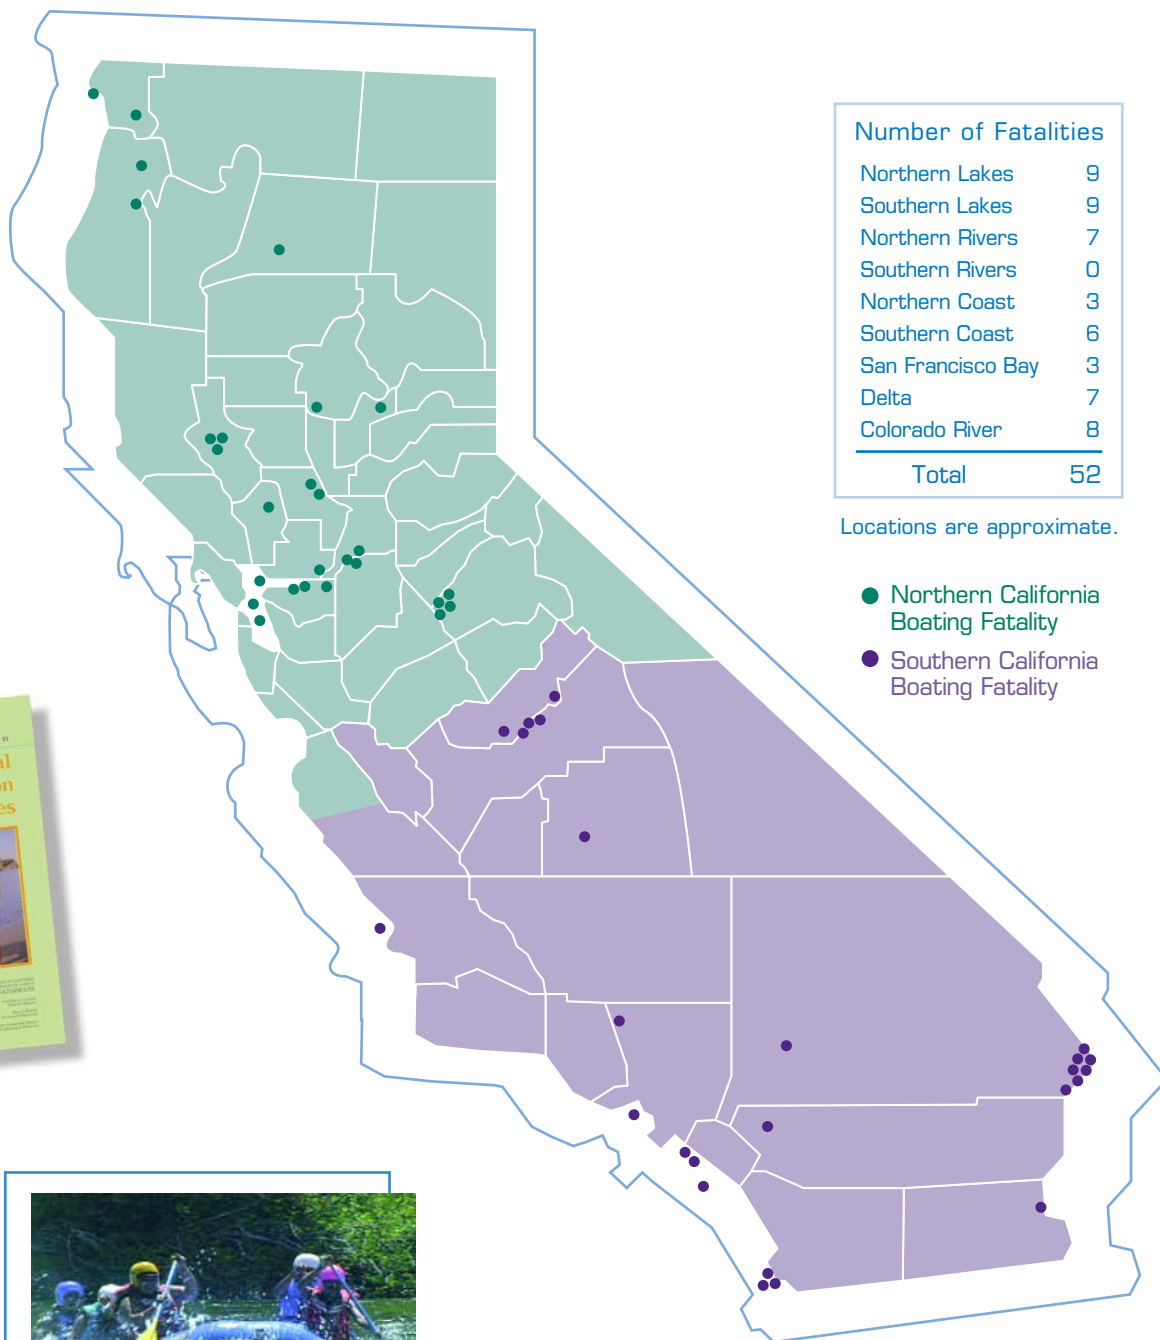 Number of Fatalities
Northern Lakes 9
Southern Lakes 9
Northern Rivers 7
Southern Rivers 0
Northern Coast 3
Southern Coast 6
San Francisco Bay 3
Delta 7
Colorado River 8
Total 52
Locations are approximate.
Northern California
Boating Fatality
Southern California
Boating Fatality